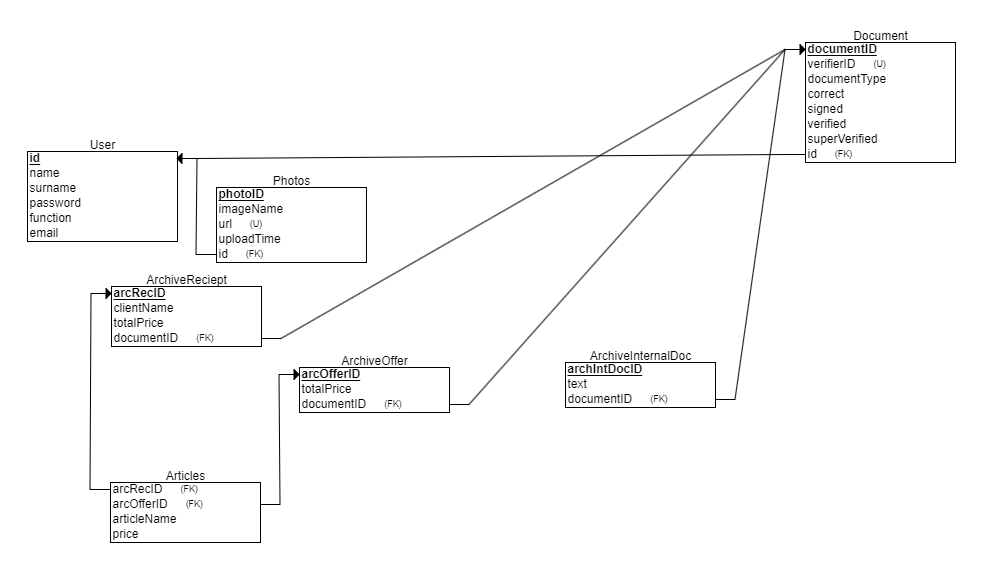 Document
documentID
verifierID (U)
documentType
correct
signed
verified
superVerified
id (FK)
User
id
name
surname
password
function
email
Photos
photoID
imageName
url (U)
uploadTime
id (FK)
ArchiveReciept
arcRecID
clientName
totalPrice
documentID (FK)
ArchiveOffer
arcOfferID
totalPrice
documentID (FK)
ArchiveInternalDoc
archIntDocID
text
documentID (FK)
Articles
arcRecID (FK)
arcOfferID (FK)
articleName
price